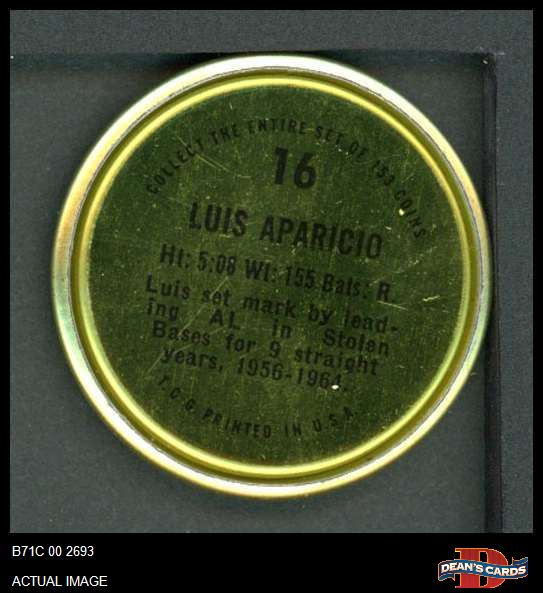 COLLECT THE ENTIRE SET OF 153 COINS
16
LUIS APARICIO
Ht: 5:08 Wt: 155 Bats: R.
Luis set mark by lead-
ing AL in Stolen
Bases for 9 straight
years, 1956-1964.
T.C.G. PRINTED IN U.S.A.
B71C 00 2693
ACTUAL IMAGE
D
DEAN'S CARDS